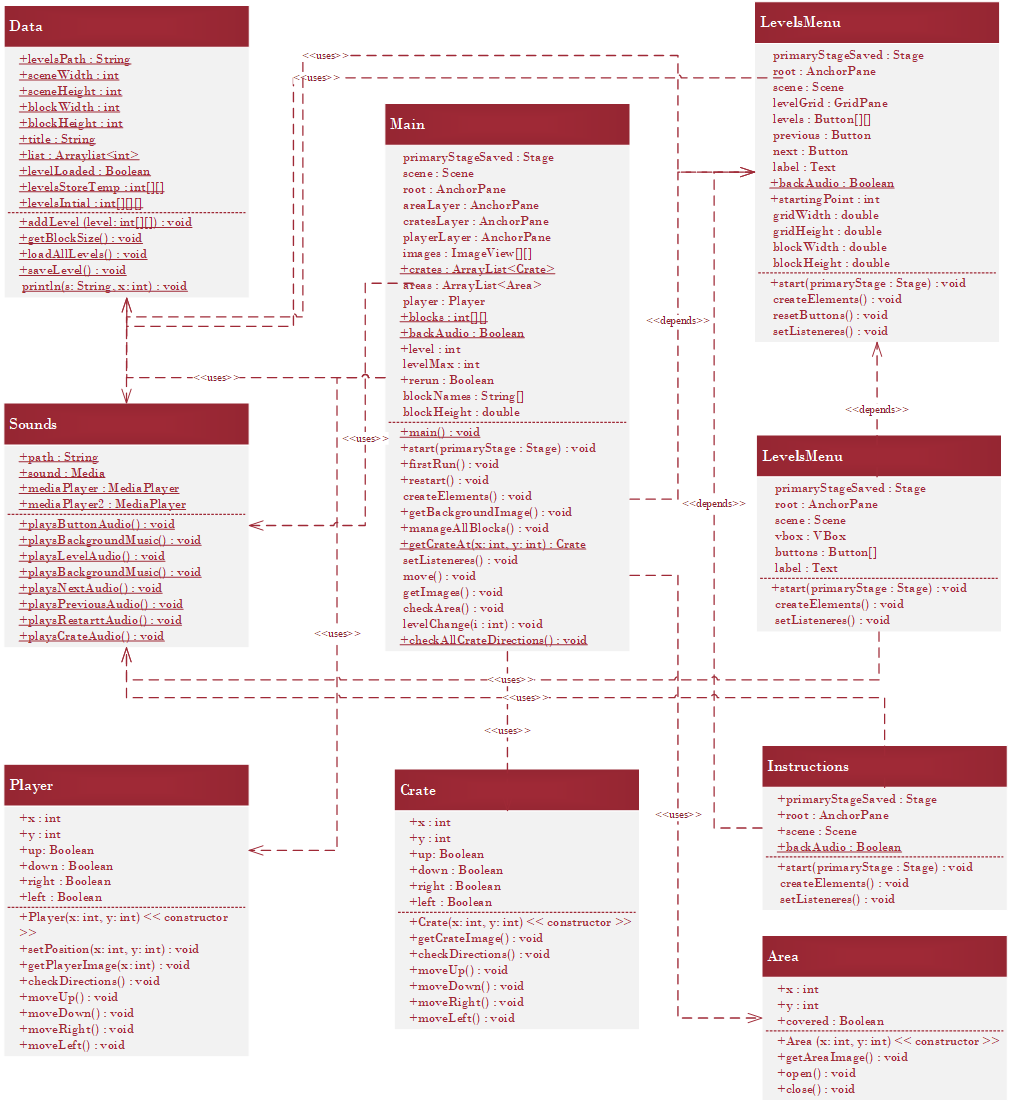 Data
+levelsPath : String
+sceneWidth : int
+sceneHeight : int
+blockWidth : int
+blockHeight : int
+title : String
+list : Arraylist<int>
+levelLoaded : Boolean
+levelsStoreTemp : int[][]
+levelsIntial : int[][][]
+addLevel (level: int[][]) : void
+getBlockSize() : void
+loadAllLevels() : void
+saveLevel() : void
println(s: String, x: int) : void
<<uses>>
<<uses>>
LevelsMenu
primaryStageSaved : Stage
root : AnchorPane
scene : Scene
levelGrid : GridPane
levels : Button[][]
previous : Button
next : Button
label : Text
+backAudio : Boolean
+startingPoint : int
gridWidth : double
gridHeight : double
blockWidth : double
blockHeight : double
+start(primaryStage : Stage) : void
createElements() : void
resetButtons() : void
setListeneres() : void
Main
primaryStageSaved : Stage
scene : Scene
root : AnchorPane
areaLayer : AnchorPane
cratesLayer : AnchorPane
playerLayer : AnchorPane
images : ImageView[][]
+crates : ArrayList<Crate>
areas : ArrayList<Area>
player : Player
+blocks : int[][]
+backAudio : Boolean
+level : int
levelMax : int
+rerun : Boolean
blockNames : String[]
blockHeight : double
+main() : void
+start(primaryStage : Stage) : void
+firstRun() : void
+restart() : void
createElements() : void
+getBackgroundImage() : void
+manageAllBlocks() : void
+getCrateAt(x: int, y: int) : Crate
setListeneres() : void
move() : void
getImages() : void
checkArea() : void
levelChange(i : int) : void
+checkAllCrateDirections() : void
<<depends>>
<<uses>>
<<depends>>
<<uses>>
<<depends>>
Sounds
+path : String
+sound : Media
+mediaPlayer : MediaPlayer
+mediaPlayer2 : MediaPlayer
+playsButtonAudio() : void
+playsBackgroundMusic() : void
+playsLevelAudio() : void
+playsBackgroundMusic() : void
+playsNextAudio() : void
+playsPreviousAudio() : void
+playsRestarttAudio() : void
+playsCrateAudio() : void
LevelsMenu
primaryStageSaved : Stage
root : AnchorPane
scene : Scene
vbox : VBox
buttons : Button[]
label : Text
+start(primaryStage : Stage) : void
createElements() : void
setListeneres() : void
<<uses>>
<<uses>>
<<uses>>
<<uses>>
<<uses>>
Player
+x : int
+y : int
+up: Boolean
+down : Boolean
+right : Boolean
+left : Boolean
+Player(x: int, y: int) << constructor
>>
+setPosition(x: int, y: int) : void
+getPlayerImage(x: int) : void
+checkDirections() : void
+moveUp() : void
+moveDown() : void
+moveRight() : void
+moveLeft() : void
Crate
+x : int
+y : int
+up: Boolean
+down : Boolean
+right : Boolean
+left : Boolean
+Crate(x: int, y: int) << constructor >>
+getCrateImage() : void
+checkDirections() : void
+moveUp() : void
+moveDown() : void
+moveRight() : void
+moveLeft() : void
Instructions
+primaryStageSaved : Stage
+root : AnchorPane
+scene : Scene
+backAudio : Boolean
+start(primaryStage : Stage) : void
createElements() : void
setListeneres() : void
Area
+x : int
+y : int
+covered : Boolean
+Area (x: int, y: int) << constructor >>
+getAreaImage() : void
+open() : void
+close() : void